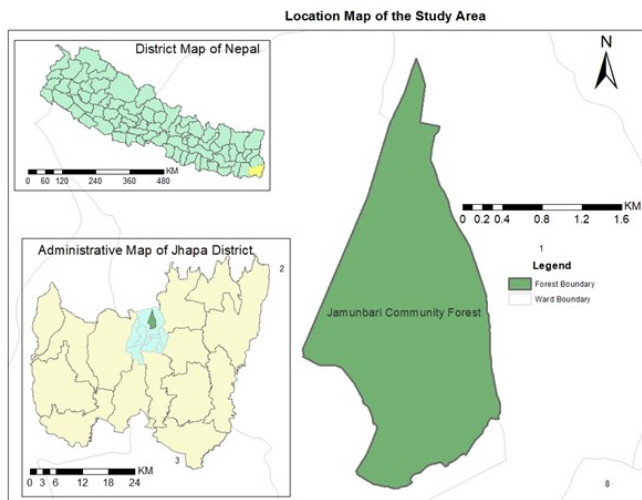 Location Map of the Study Area
District Map of Nepal
KM
0 60 120 240 360 480
Administrative Map of Jhapa District
2
3
KM
0 3 6 12 18 24
N
KM
0 0.2 0.4 0.8 1.2 1.6
1
Legend
Forest Boundary
Ward Boundary
Jamunbari Community Forest
8